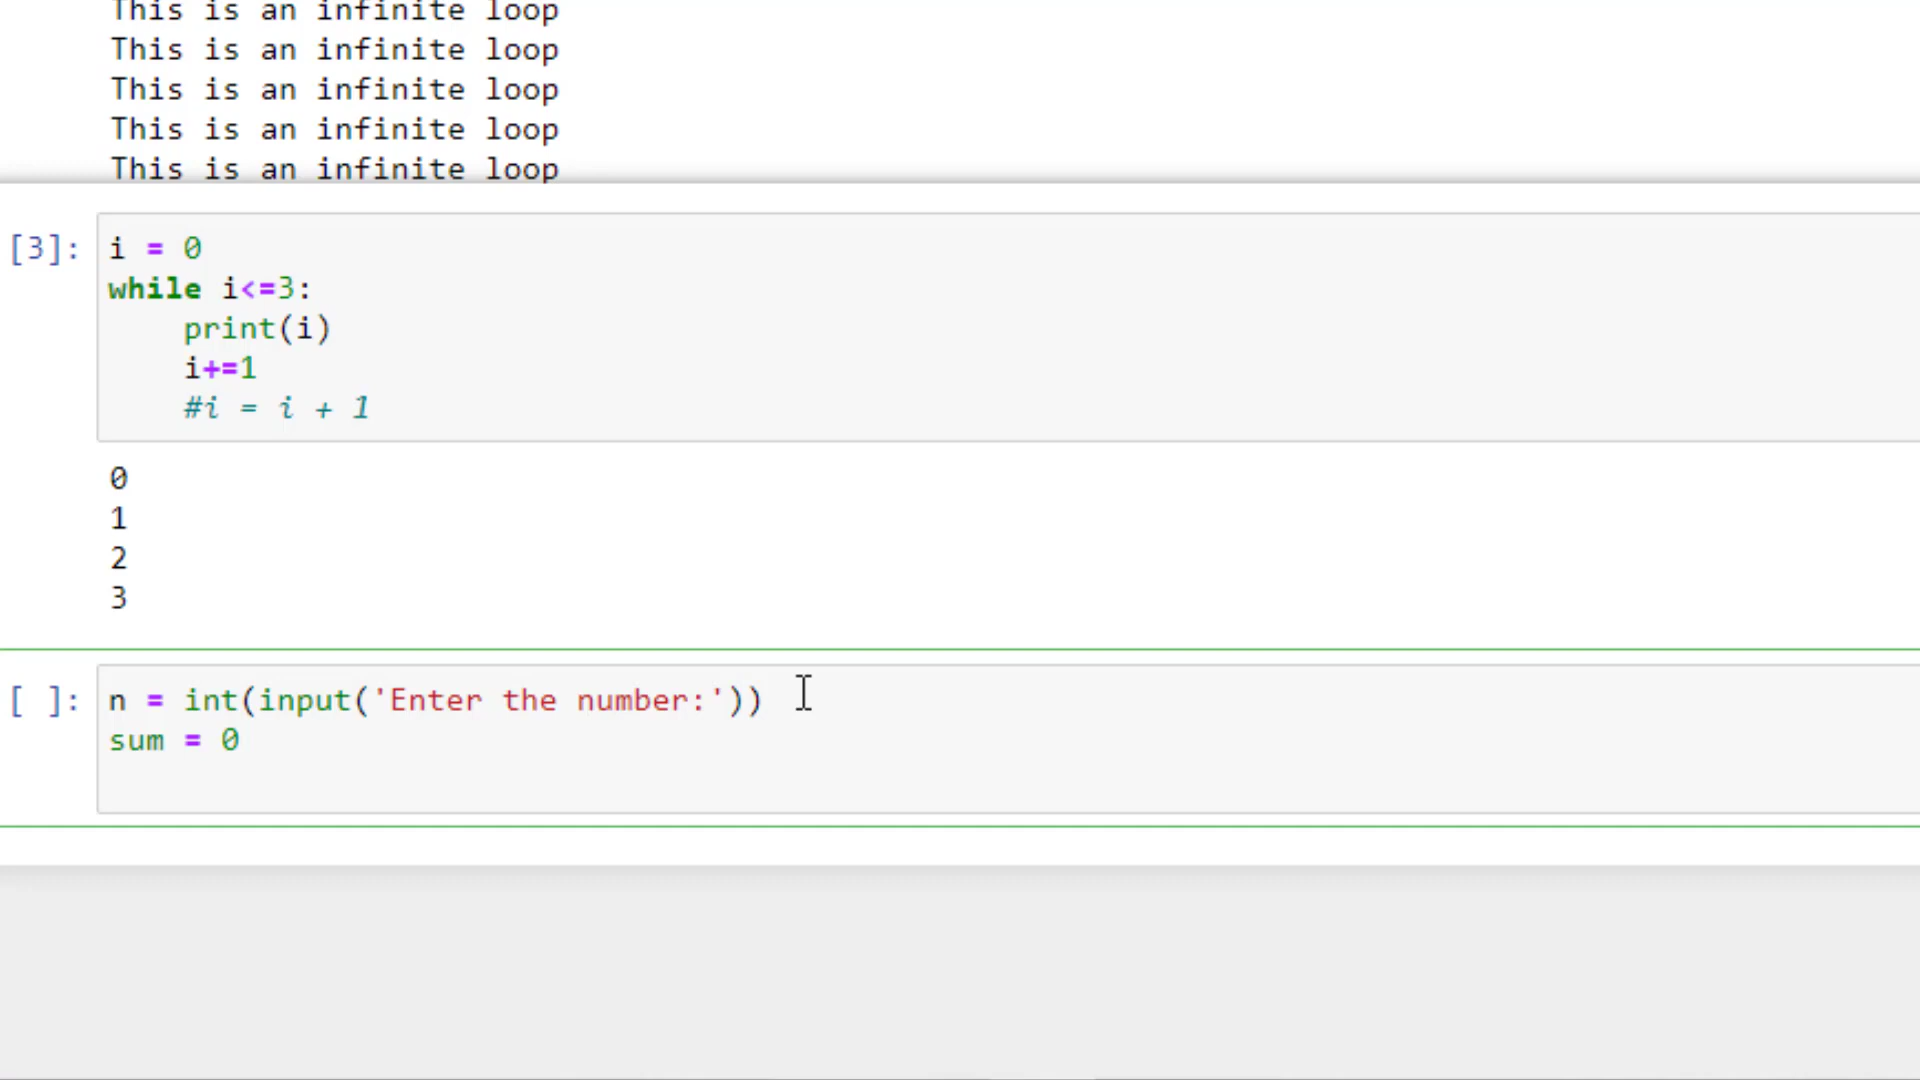 This is an infinite loop
This is an infinite loop
This is an infinite loop
This is an infinite loop
This is an infinite loop
[3]: i = 0
while i<=3:
    print(i)
    i+=1
    #i = i + 1
0
1
2
3
[ ]: n = int(input('Enter the number:'))
sum = 0